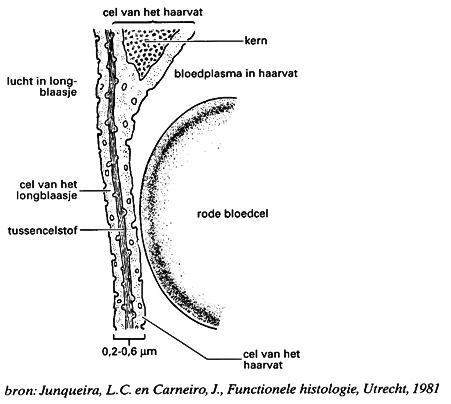 cel van het haarvat
kern
bloedplasma in haarvat
lucht in long-
blaasje
cel van het
longblaasje
rode bloedcel
tussencelstof
0,2-0,6 µm
cel van het
haarvat
bron: Junqueira, L.C. en Carneiro, J., Functionele histologie, Utrecht, 1981